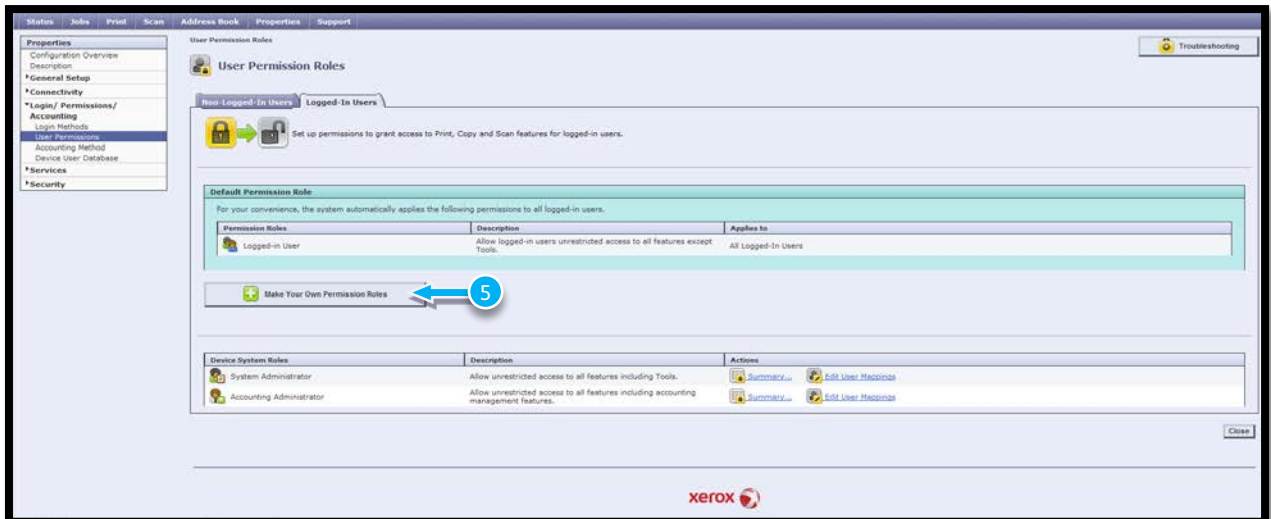 Status Jobs Print Scan Address Book Properties Support
Properties
Configuration Overview
Description
General Setup
Connectivity
Login/ Permissions/
Accounting
Login Methods
User Permissions
Accounting Method
Device User Database
Services
Security
User Permission Roles
Troubleshooting
User Permission Roles
Non-Logged-In Users Logged-In Users
Set up permissions to grant access to Print, Copy and Scan features for logged-in users.
Default Permission Role
For your convenience, the system automatically applies the following permissions to all logged-in users.
Permission Roles Description Applies to
Logged-in User Allow logged-in users unrestricted access to all features except All Logged-In Users
Tools.
Make Your Own Permission Roles 5
Device System Roles Description Actions
System Administrator Allow unrestricted access to all features including Tools. Summary... Edit User Mappings
Accounting Administrator Allow unrestricted access to all features including accounting Summary... Edit User Mappings
management features.
Close
xerox